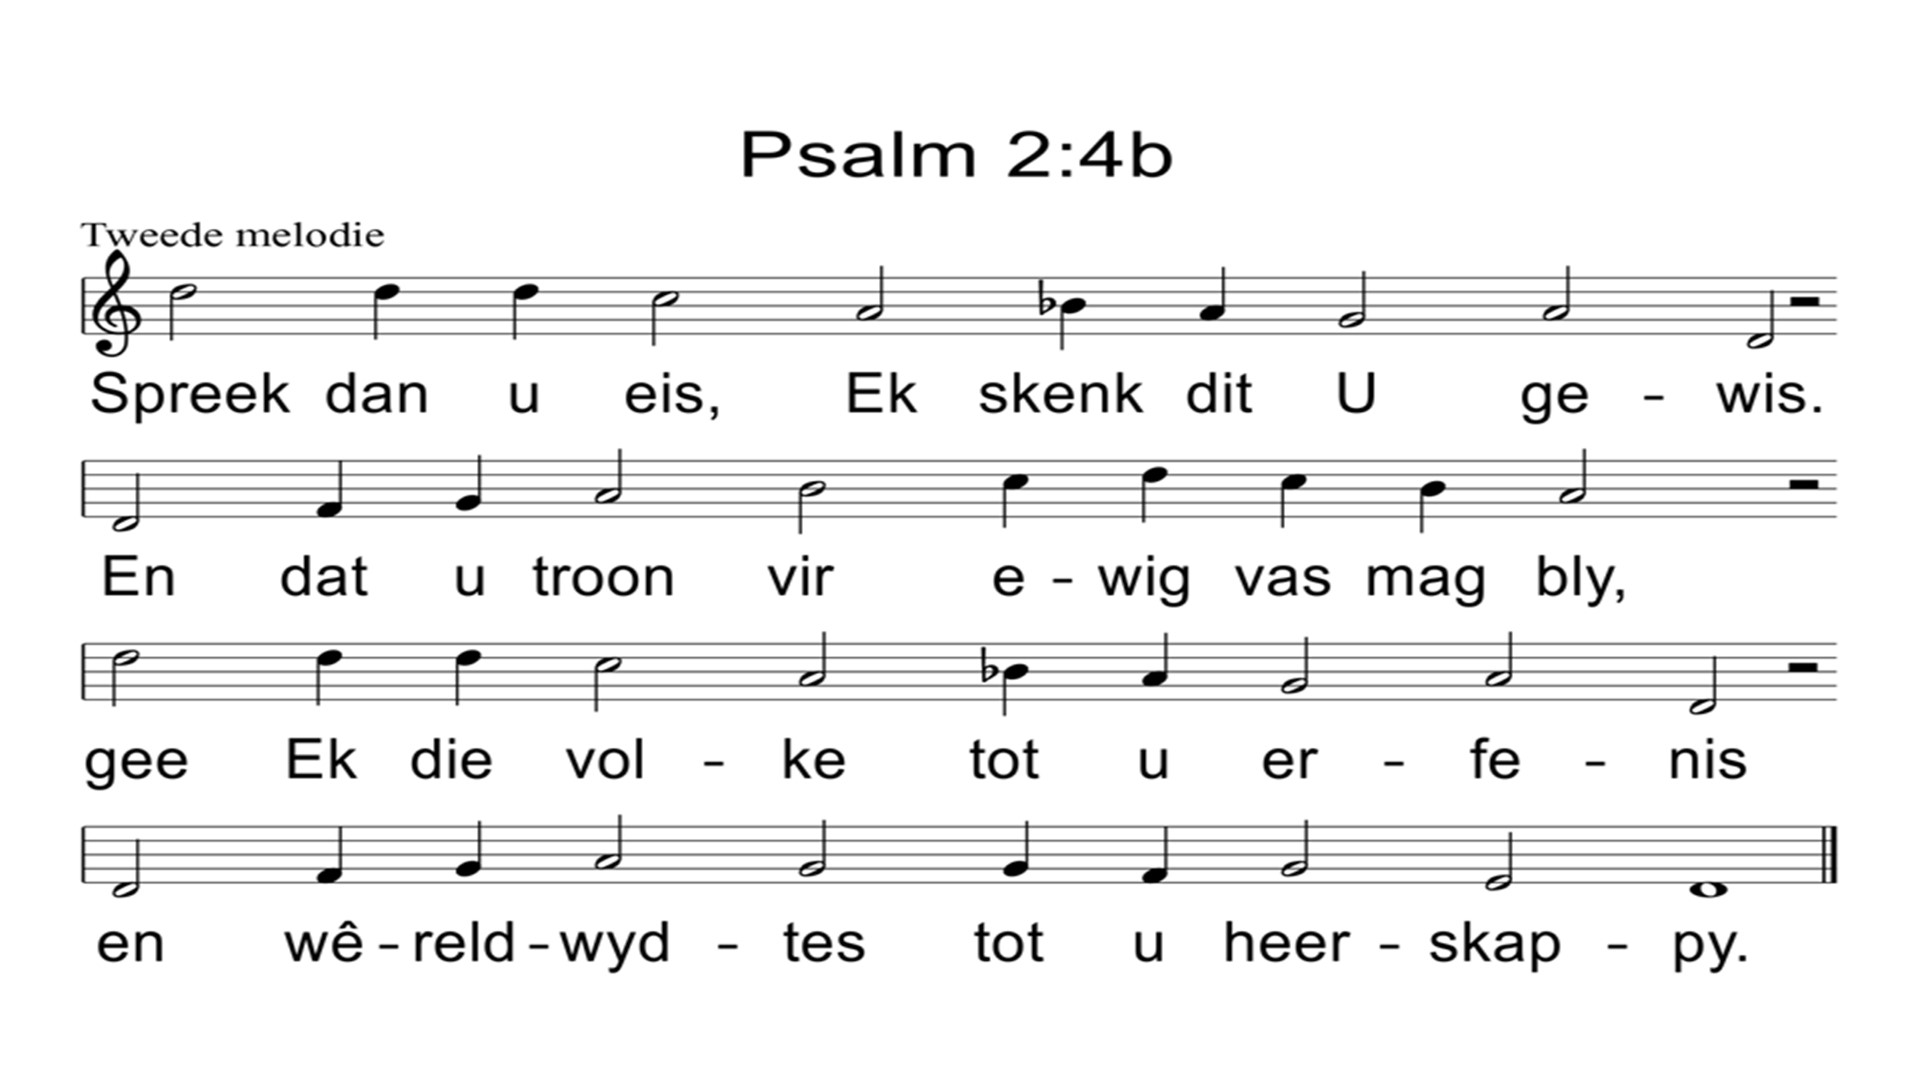 Psalm 2:4b
Tweede melodie
Spreek dan u eis, Ek skenk dit U ge - wis.
En dat u troon vir e - wig vas mag bly,
gee Ek die vol - ke tot u er - fe - nis
en wê - reld - wyd - tes tot u heer - skap - py.